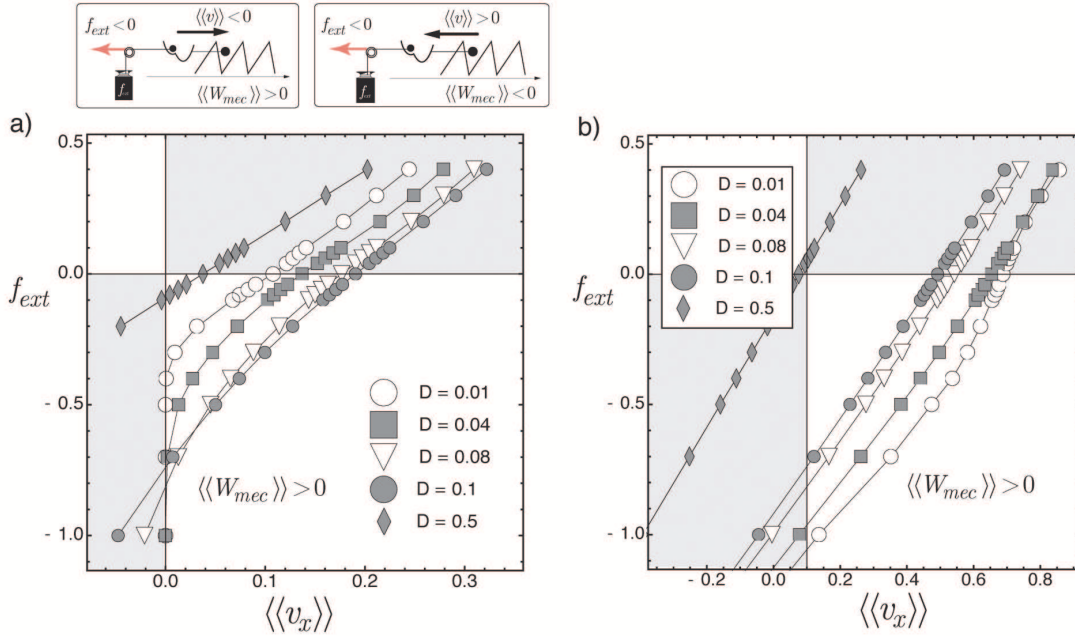 f_ext < 0 ⟨⟨v⟩⟩ < 0
f_ext
⟨⟨W_mec⟩⟩ > 0
f_ext < 0 ⟨⟨v⟩⟩ > 0
f_ext
⟨⟨W_mec⟩⟩ < 0
a)
0.5
0.0
- 0.5
- 1.0
f_ext
D = 0.01
D = 0.04
D = 0.08
D = 0.1
D = 0.5
⟨⟨W_mec⟩⟩ > 0
0.0 0.1 0.2 0.3
⟨⟨v_x⟩⟩
b)
0.5
0.0
- 0.5
- 1.0
f_ext
D = 0.01
D = 0.04
D = 0.08
D = 0.1
D = 0.5
⟨⟨W_mec⟩⟩ > 0
- 0.2 0.0 0.2 0.4 0.6 0.8
⟨⟨v_x⟩⟩